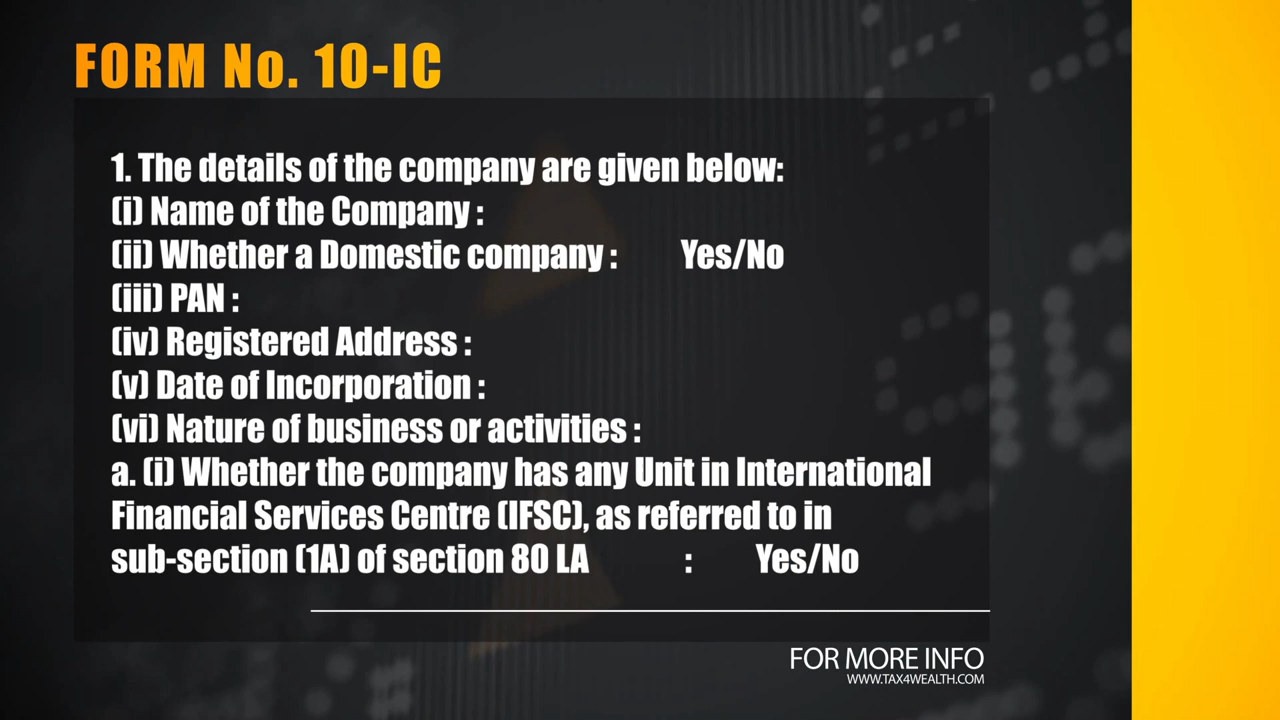 FORM No. 10-IC
1. The details of the company are given below:
(i) Name of the Company :
(ii) Whether a Domestic company : Yes/No
(iii) PAN :
(iv) Registered Address :
(v) Date of Incorporation :
(vi) Nature of business or activities :
a. (i) Whether the company has any Unit in International
Financial Services Centre (IFSC), as referred to in
sub-section (1A) of section 80 LA : Yes/No
FOR MORE INFO
WWW.TAX4WEALTH.COM